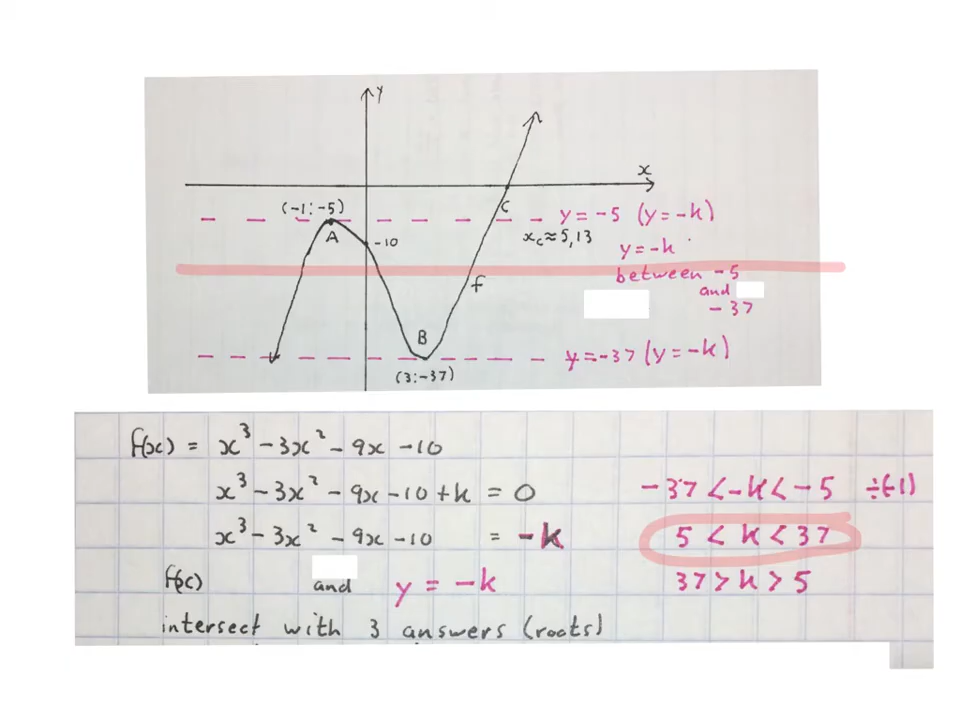 y
x
(-1;-5)
y = -5 (y = -k)
A
C
x_C ≈ 5,13
-10
y = -k
between -5
and
-37
f
B
y = -37 (y = -k)
(3;-37)
f(x) = x³ - 3x² - 9x - 10
x³ - 3x² - 9x - 10 + k = 0
-37 < -k < -5 ÷(-1)
x³ - 3x² - 9x - 10 = -k
5 < k < 37
f(x) and y = -k
37 > k > 5
intersect with 3 answers (roots)